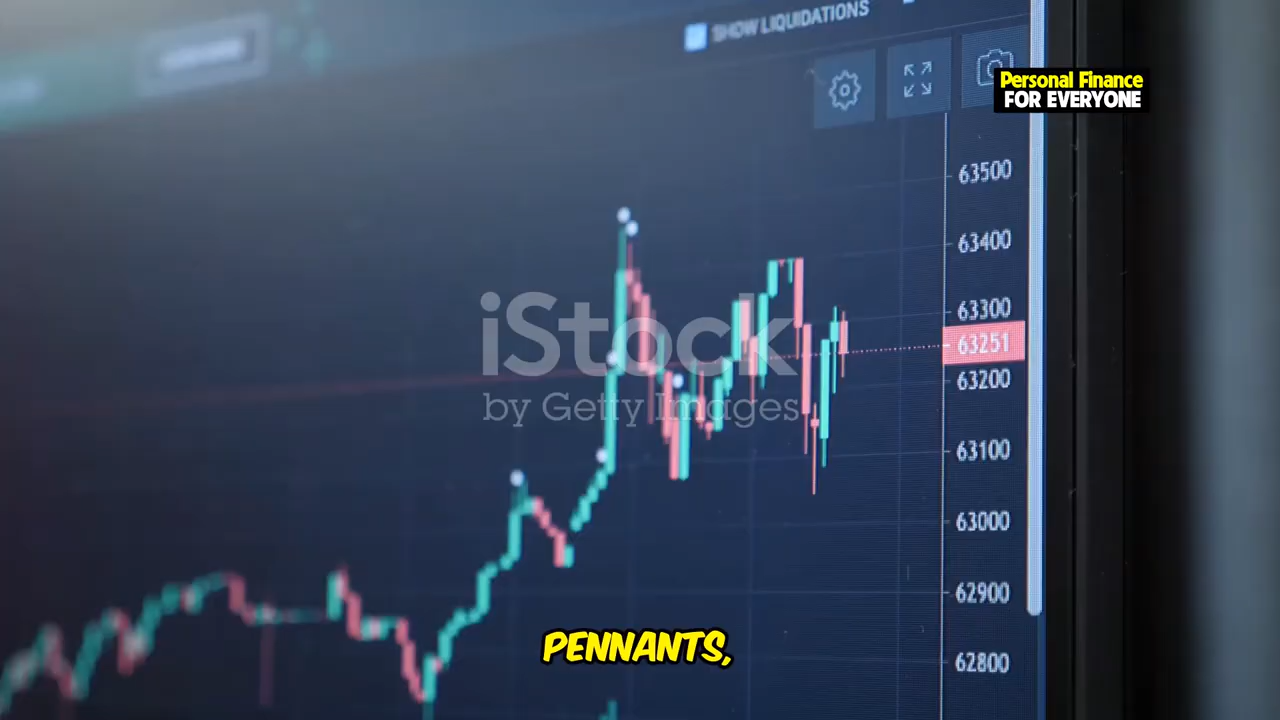 SHOW LIQUIDATIONS
Personal Finance
FOR EVERYONE
63500
63400
63300
63251
63200
63100
63000
62900
62800
iStock
by Getty Images
PENNANTS,